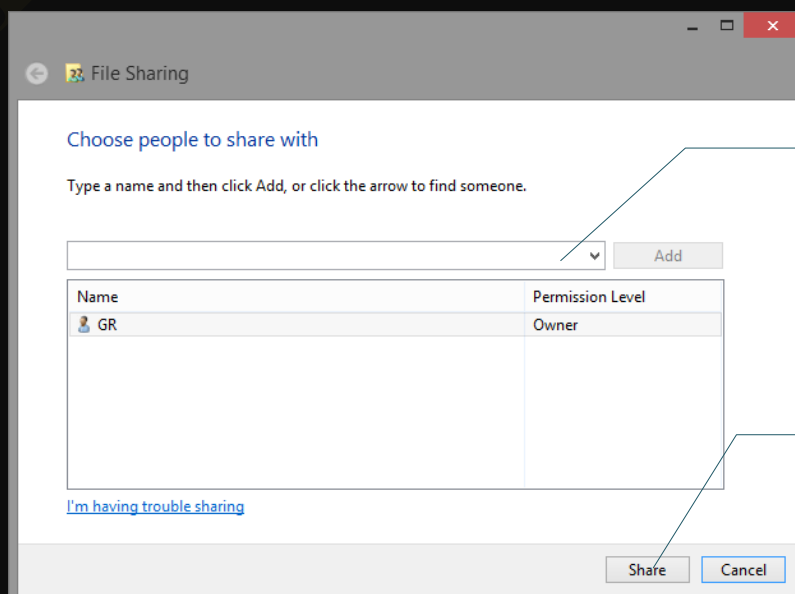 File Sharing
Choose people to share with
Type a name and then click Add, or click the arrow to find someone.
Add
Name Permission Level
GR Owner
I'm having trouble sharing
Share Cancel